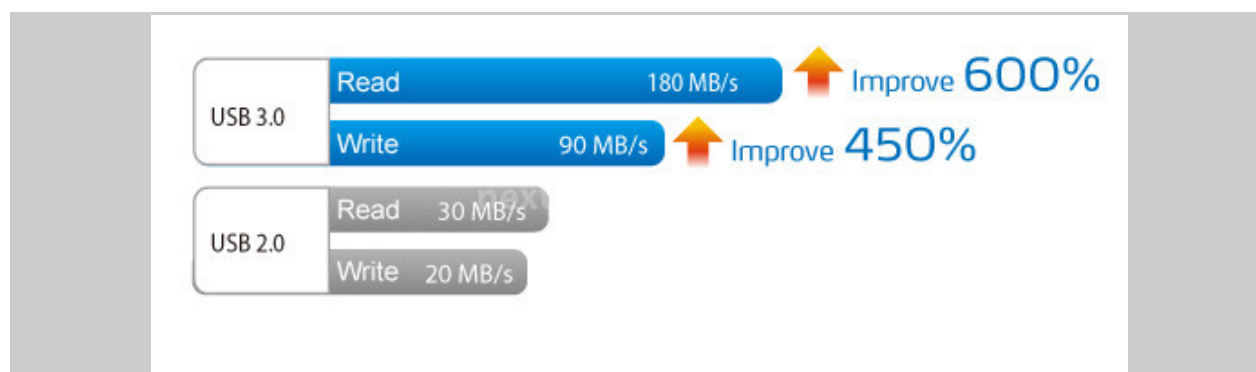 Read 180 MB/s Improve 600%
USB 3.0
Write 90 MB/s Improve 450%
Read 30 MB/s
USB 2.0
Write 20 MB/s